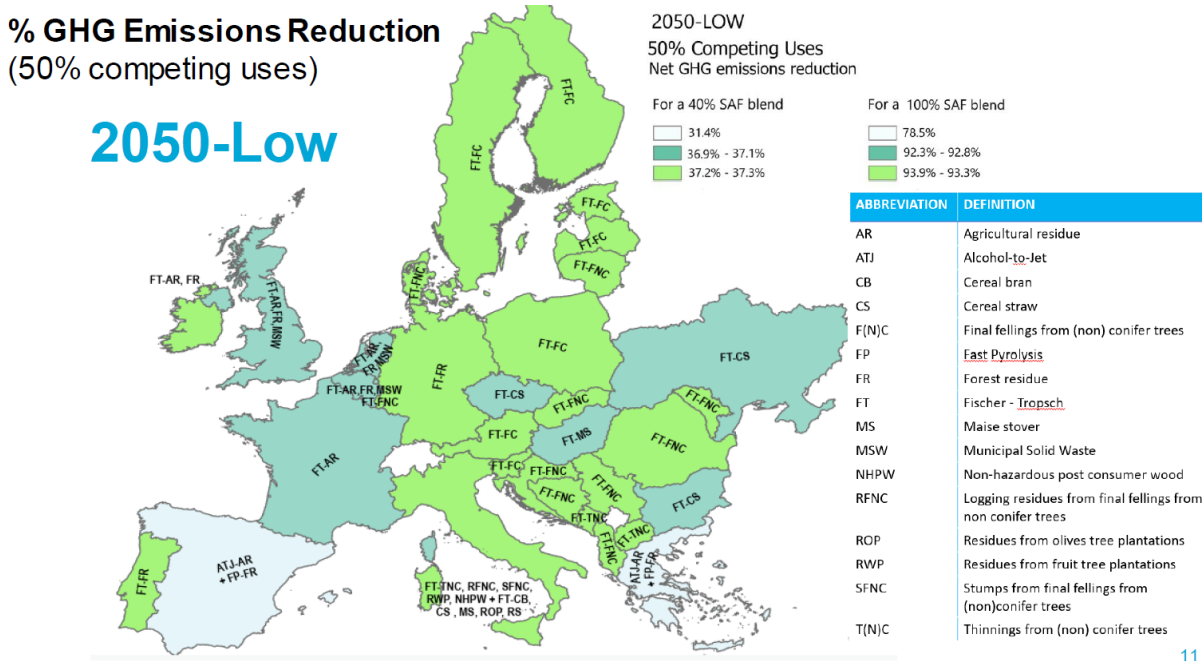 % GHG Emissions Reduction
(50% competing uses)
2050-Low
2050-LOW
50% Competing Uses
Net GHG emissions reduction
For a 40% SAF blend
31.4%
36.9% - 37.1%
37.2% - 37.3%
For a 100% SAF blend
78.5%
92.3% - 92.8%
93.9% - 93.3%
ABBREVIATION DEFINITION
AR Agricultural residue
ATJ Alcohol-to-Jet
CB Cereal bran
CS Cereal straw
F(N)C Final fellings from (non) conifer trees
FP Fast Pyrolysis
FR Forest residue
FT Fischer - Tropsch
MS Maise stover
MSW Municipal Solid Waste
NHPW Non-hazardous post consumer wood
RFNC Logging residues from final fellings from
non conifer trees
ROP Residues from olives tree plantations
RWP Residues from fruit tree plantations
SFNC Stumps from final fellings from
(non)conifer trees
T(N)C Thinnings from (non) conifer trees
FT-FC
FT-FC
FT-FC
FT-FC
FT-FNC
FT-FNC
FT-AR, FR
FT-AR,FR,MSW
FT-AR,
FR,MSW
FT-AR,FR,MSW
FT-FNC
FT-FR
FT-FC
FT-CS
FT-CS
FT-FNC
FT-FNC
FT-FC
FT-MS
FT-FNC
FT-AR
FT-FC
FT-FNC
FT-FNC
FT-FNC
FT-CS
FT-TNC
FT-TNC
FT-FNC
ATJ-AR
+ FP-FR
FT-FR
ATJ-AR
+ FP-FR
FT-TNC, RFNC, SFNC,
RWP, NHPW + FT-CB,
CS , MS, ROP, RS
11